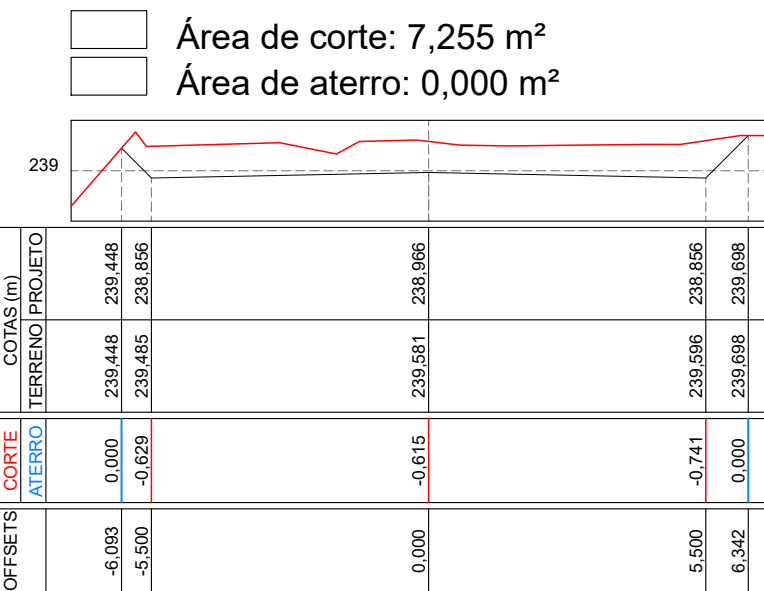 Área de corte: 7,255 m²
Área de aterro: 0,000 m²
239
COTAS (m)
PROJETO
239,448
238,856
238,966
238,856
239,698
TERRENO
239,448
239,485
239,581
239,596
239,698
CORTE
ATERRO
0,000
-0,629
-0,615
-0,741
0,000
OFFSETS
-6,093
-5,500
0,000
5,500
6,342